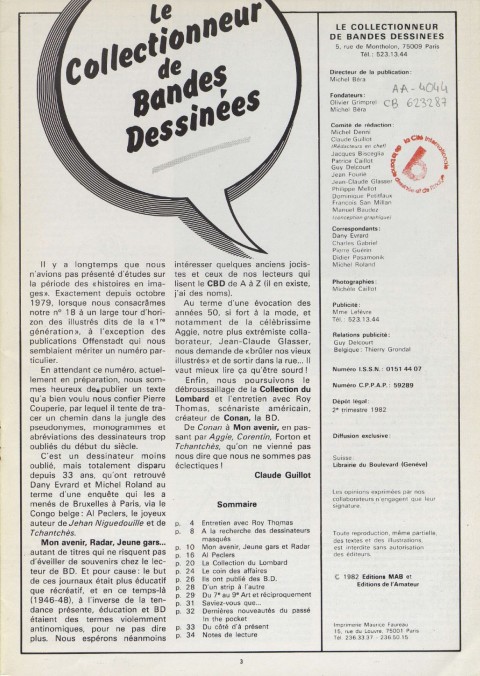 Le
Collectionneur
de
Bandes
Dessinées
Il y a longtemps que nous
n'avions pas présenté d'études sur
la période des «histoires en ima-
ges». Exactement depuis octobre
1979, lorsque nous consacrâmes
notre n° 18 à un large tour d'hori-
zon des illustrés dits de la «1re
génération», à l'exception des
publications Offenstadt qui nous
semblaient mériter un numéro par-
ticulier.
En attendant ce numéro, actuel-
lement en préparation, nous som-
mes heureux de publier un texte
qu'a bien voulu nous confier Pierre
Couperie, par lequel il tente de tra-
cer un chemin dans la jungle des
pseudonymes, monogrammes et
abréviations des dessinateurs trop
oubliés du début du siècle.
C'est un dessinateur moins
oublié, mais totalement disparu
depuis 33 ans, qu'ont retrouvé
Dany Evrard et Michel Roland au
terme d'une enquête qui les a
menés de Bruxelles à Paris, via le
Congo belge : Al Peclers, le joyeux
auteur de Jehan Niguedouille et de
Tchantchès.
Mon avenir, Radar, Jeune gars...
autant de titres qui ne risquent pas
d'éveiller de souvenirs chez le lec-
teur de BD. Et pour cause : le but
de ces journaux était plus éducatif
que récréatif, et en ce temps-là
(1946-48), à l'inverse de la ten-
dance présente, éducation et BD
étaient des termes violemment
antinomiques, pour ne pas dire
plus. Nous espérons néanmoins
intéresser quelques anciens jocis-
tes et ceux de nos lecteurs qui
lisent le CBD de A à Z (il en existe,
j'ai des noms).
Au terme d'une évocation des
années 50, si fort à la mode, et
notamment de la célébrissime
Aggie, notre plus extrémiste colla-
borateur, Jean-Claude Glasser,
nous demande de «brûler nos vieux
illustrés» et de sortir dans la rue... Il
vaut mieux lire ça qu'être sourd !
Enfin, nous poursuivons le
débroussaillage de la Collection du
Lombard et l'entretien avec Roy
Thomas, scénariste américain,
créateur de Conan, la BD.
De Conan à Mon avenir, en pas-
sant par Aggie, Corentin, Forton et
Tchantchès, qu'on ne vienne pas
nous dire que nous ne sommes pas
éclectiques !
Claude Guillot
Sommaire
p. 4 Entretien avec Roy Thomas
p. 8 A la recherche des dessinateurs
masqués
p. 10 Mon avenir, Jeune gars et Radar
p. 16 Al Peclers
p. 20 La Collection du Lombard
p. 24 Le coin des affaires
p. 26 Ils ont publié des B.D.
p. 28 D'un strip à l'autre
p. 29 Du 7e au 9e Art et réciproquement
p. 31 Saviez-vous que...
p. 32 Dernières nouveautés du passé
In the pocket
p. 33 Du côté d'à présent
p. 34 Notes de lecture
LE COLLECTIONNEUR
DE BANDES DESSINEES
5, rue de Montholon, 75009 Paris
Tél. : 523.13.44
Directeur de la publication :
Michel Béra
AA-4044
Fondateurs :
Olivier Grimprel
Michel Béra
CB 623287
Comité de rédaction :
Michel Denni
Claude Guillot
(Rédacteurs en chef)
Jacques Bisceglia
Patrice Caillot
Guy Delcourt
Jean Fourié
Jean-Claude Glasser
Philippe Mellot
Dominique Petitfaux
François San Millan
Manuel Baudez
(conception graphique)
la Cité internationale
de la bande dessinée et de l'image
Correspondants :
Dany Evrard
Charles Gabriel
Pierre Guérin
Didier Pasamonik
Michel Roland
Photographies :
Michèle Caillot
Publicité :
Mme Lefèvre
Tél. : 523.13.44
Relations publicité :
Guy Delcourt
Belgique : Thierry Grondal
Numéro I.S.S.N. : 0151 44 07
Numéro C.P.P.A.P. : 59289
Dépôt légal :
2e trimestre 1982
Diffusion exclusive :
Suisse :
Librairie du Boulevard (Genève)
Les opinions exprimées par nos
collaborateurs n'engagent que leur
signature.
Toute reproduction, même partielle,
des textes et des illustrations,
est interdite sans autorisation
des éditeurs.
© 1982 Editions MAB et
Editions de l'Amateur
Imprimerie Maurice Faureau
15, rue du Louvre, 75001 Paris
Tél. 236.33.37 - 236.50.15
3